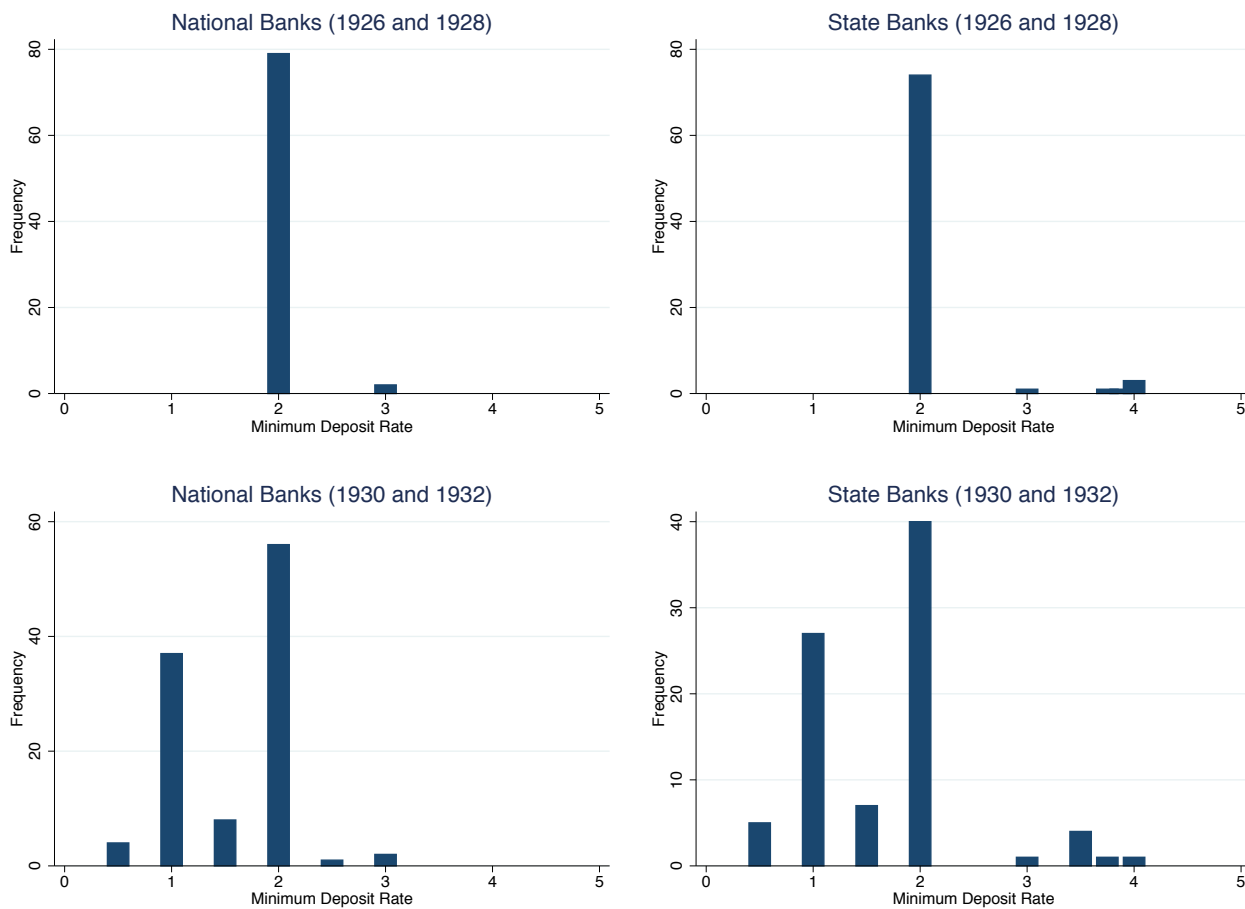 National Banks (1926 and 1928)
80
60
40
20
0
Frequency
0 1 2 3 4 5
Minimum Deposit Rate
State Banks (1926 and 1928)
80
60
40
20
0
Frequency
0 1 2 3 4 5
Minimum Deposit Rate
National Banks (1930 and 1932)
60
40
20
0
Frequency
0 1 2 3 4 5
Minimum Deposit Rate
State Banks (1930 and 1932)
40
30
20
10
0
Frequency
0 1 2 3 4 5
Minimum Deposit Rate